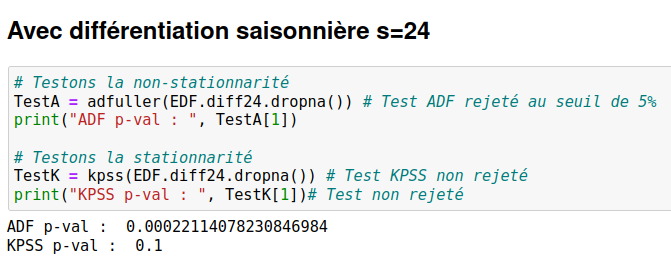 Avec différentiation saisonnière s=24
# Testons la non-stationnarité
TestA = adfuller(EDF.diff24.dropna()) # Test ADF rejeté au seuil de 5%
print("ADF p-val : ", TestA[1])
# Testons la stationnarité
TestK = kpss(EDF.diff24.dropna()) # Test KPSS non rejeté
print("KPSS p-val : ", TestK[1])# Test non rejeté
ADF p-val :  0.00022114078230846984
KPSS p-val :  0.1